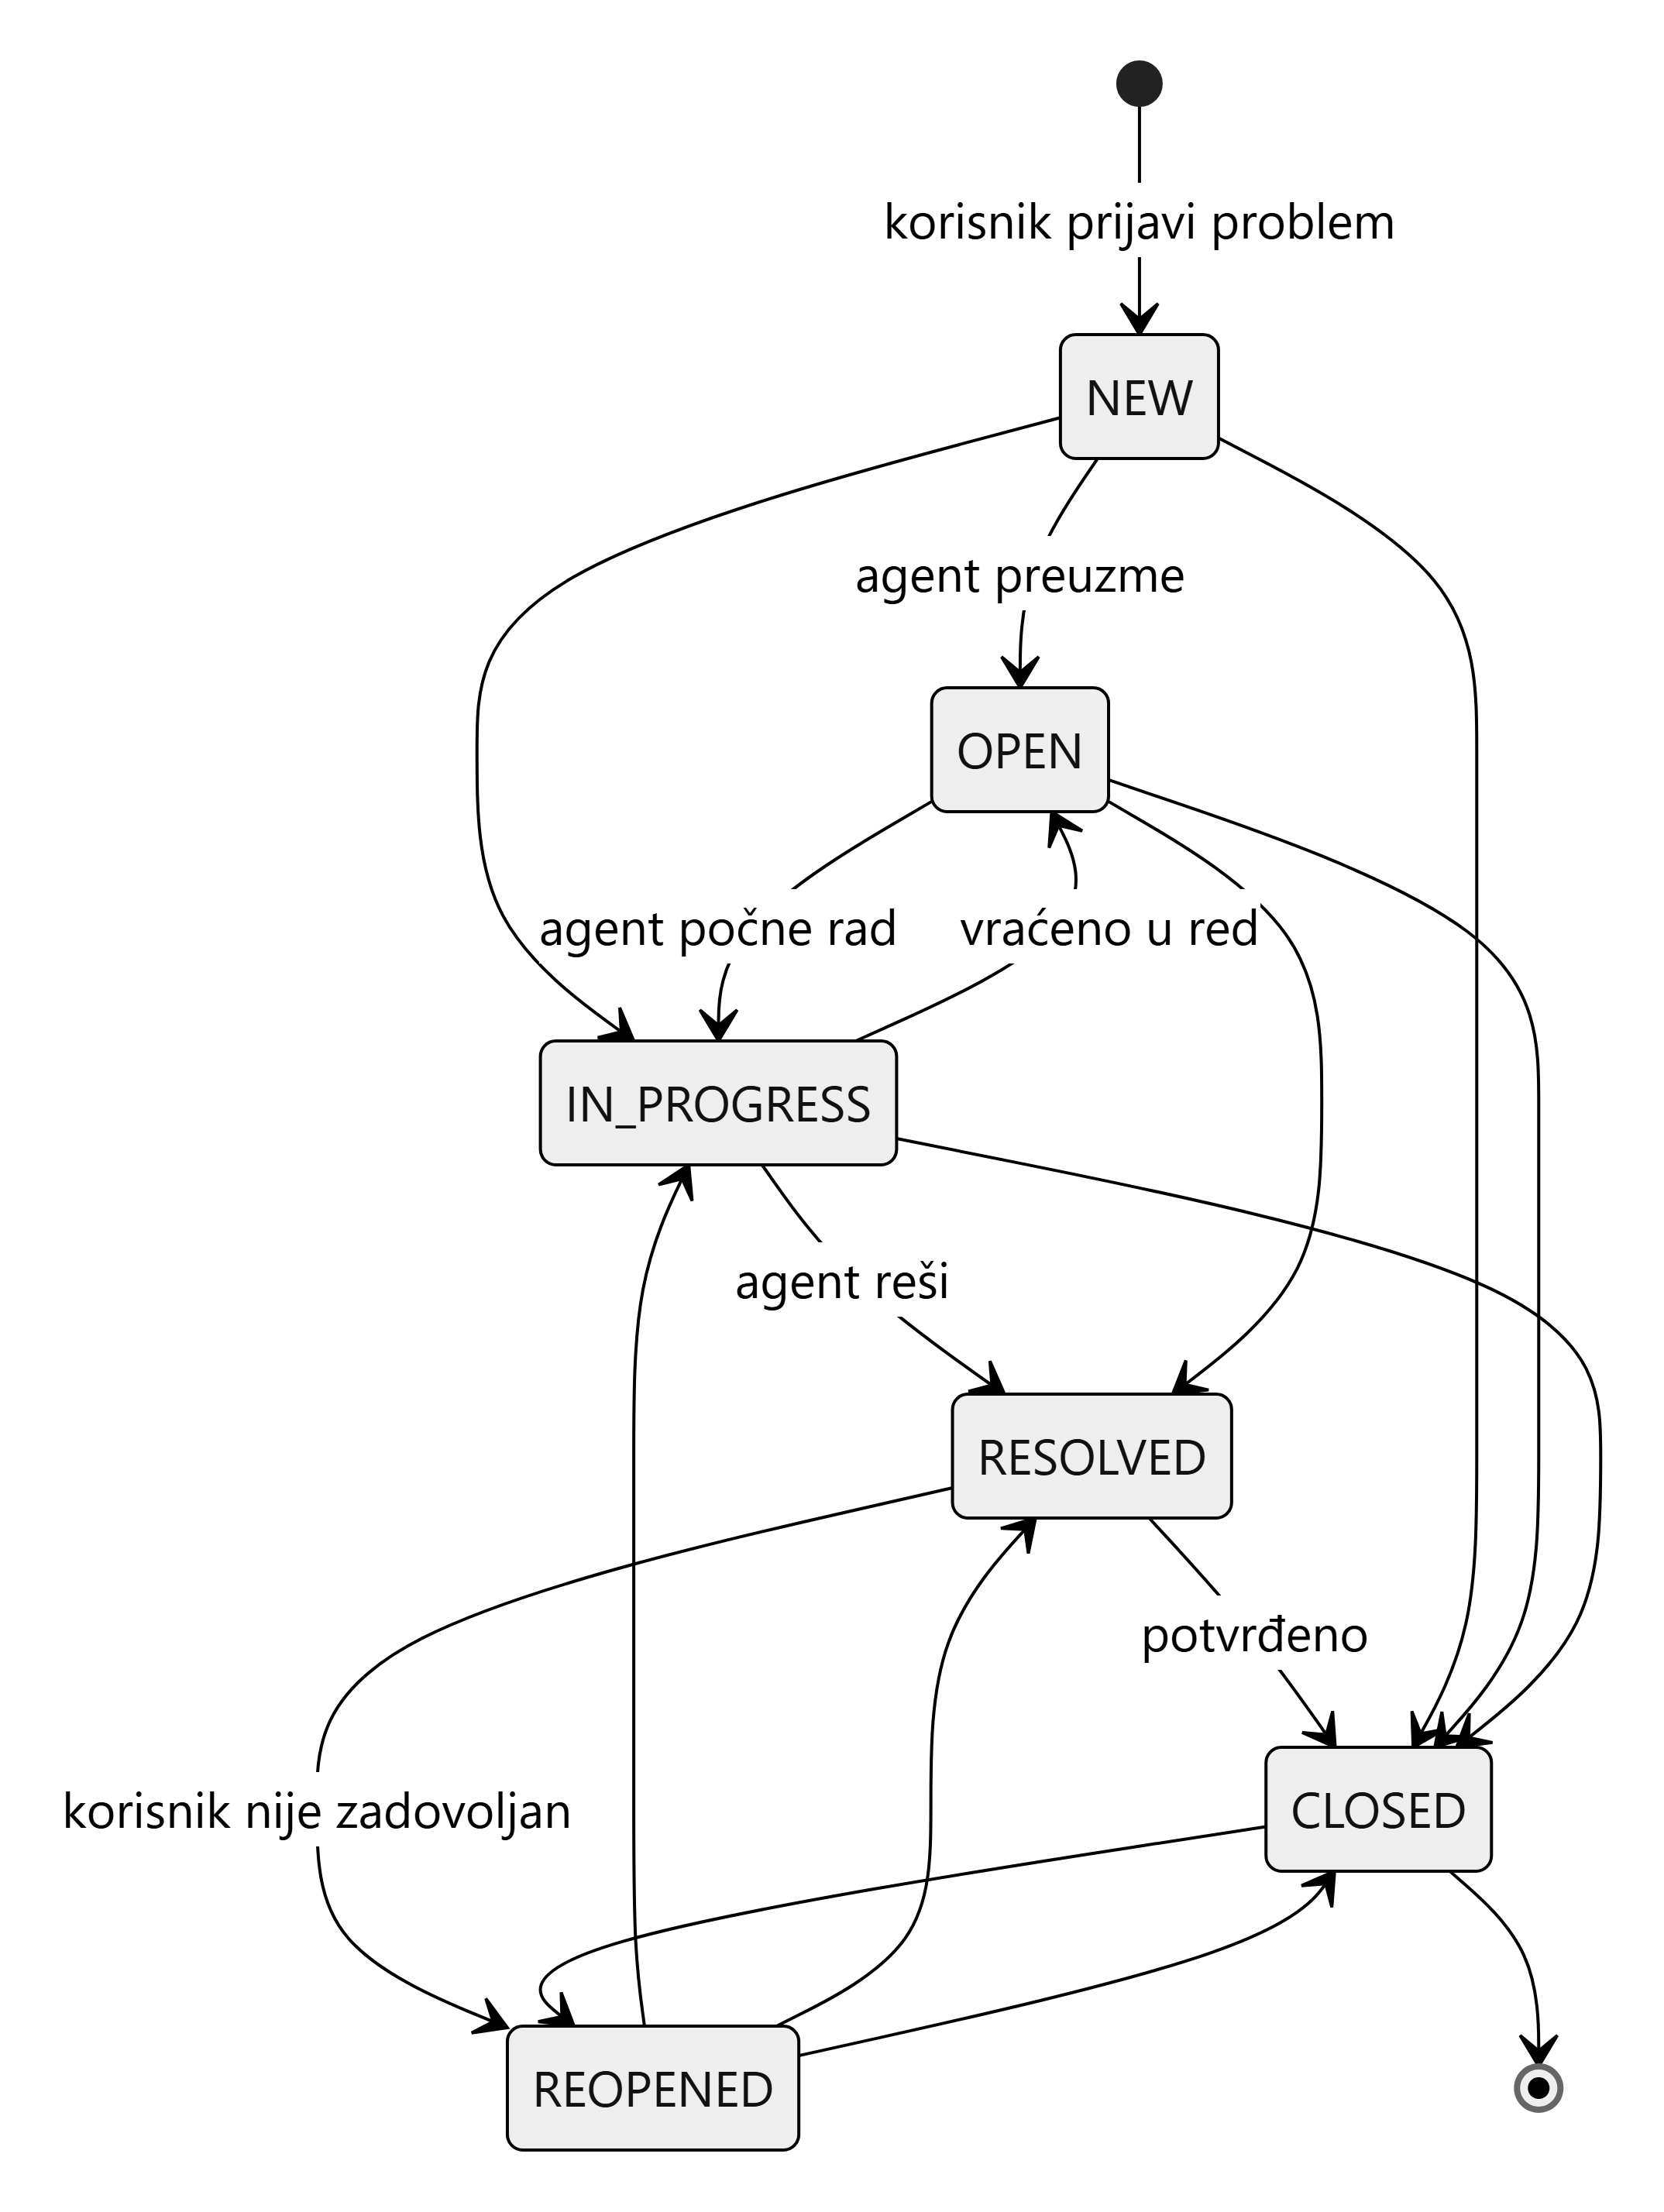 korisnik prijavi problem
NEW
agent preuzme
OPEN
agent počne rad
vraćeno u red
IN_PROGRESS
agent reši
RESOLVED
potvrđeno
korisnik nije zadovoljan
CLOSED
REOPENED